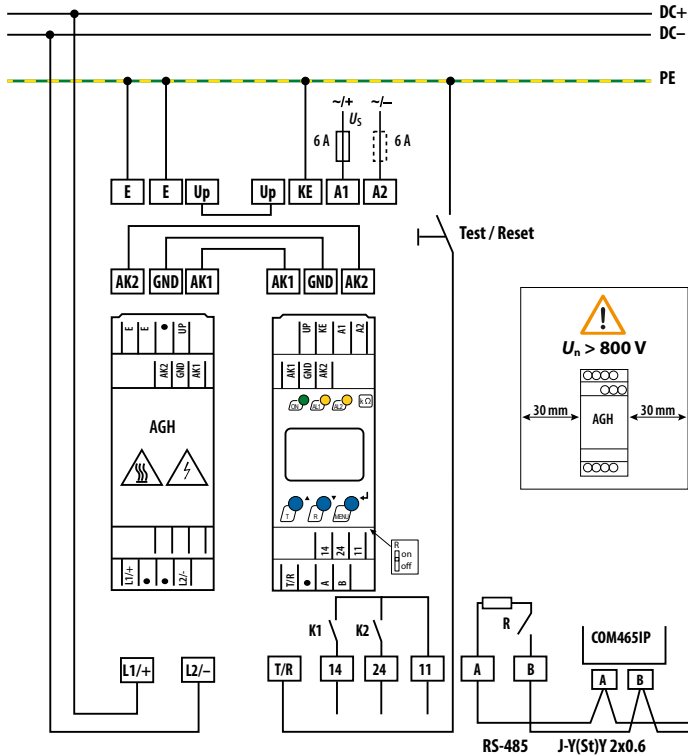 DC+
DC–
PE
~/+ ~/–
U_S
6 A 6 A
E E Up Up KE A1 A2
Test / Reset
AK2 GND AK1 AK1 GND AK2
E E UP
UP KE A1 A2
AK2 GND AK1
AK1 GND AK2
ON AL1 AL2 kΩ
AGH
T R MENU
14 24 11
L1/+ L2/-
T/R A B
R
on
off
U_n > 800 V
30 mm AGH 30 mm
K1 K2
R
COM465IP
L1/+ L2/– T/R 14 24 11 A B
A B
RS-485 J-Y(St)Y 2x0.6